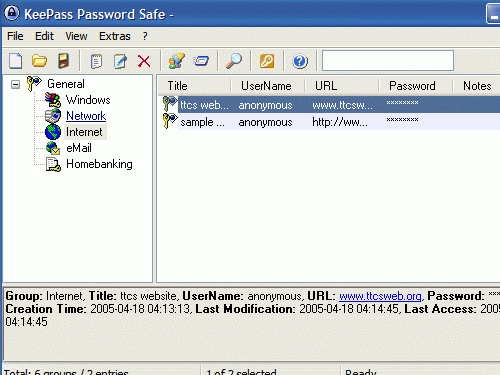 KeePass Password Safe -
File Edit View Extras ?
General
Windows
Network
Internet
eMail
Homebanking
Title UserName URL Password Notes
ttcs web... anonymous www.ttcsw... ********
sample ... anonymous http://ww... ********
Group: Internet, Title: ttcs website, UserName: anonymous, URL: www.ttcsweb.org, Password: **
Creation Time: 2005-04-18 04:13:13, Last Modification: 2005-04-18 04:14:45, Last Access: 2005
04:14:45
Total: 6 groups / 2 entries 1 of 2 selected Ready